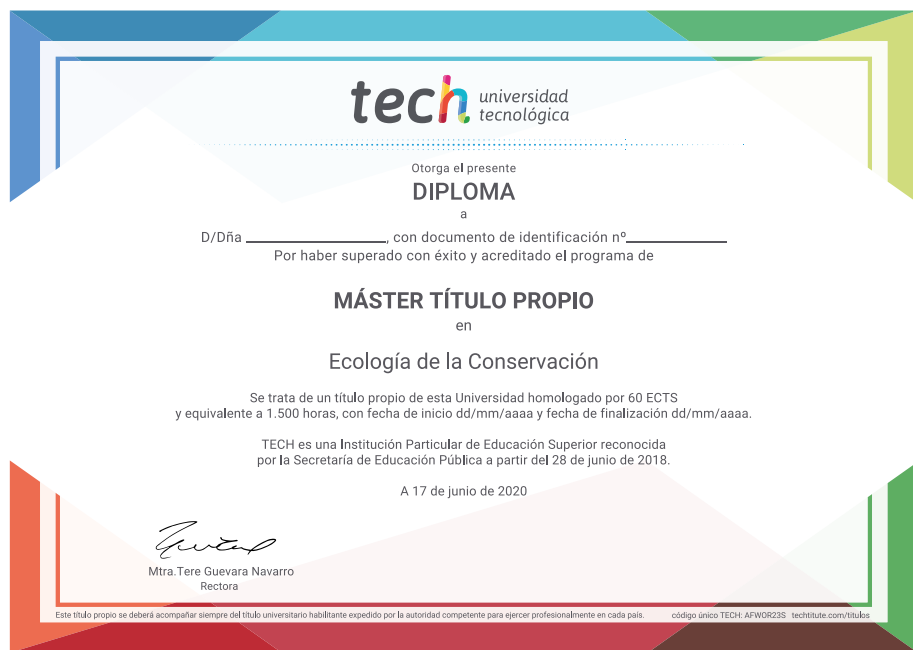 tech universidad
tecnológica
Otorga el presente
DIPLOMA
a
D/Dña ____________, con documento de identificación nº____________
Por haber superado con éxito y acreditado el programa de
MÁSTER TÍTULO PROPIO
en
Ecología de la Conservación
Se trata de un título propio de esta Universidad homologado por 60 ECTS
y equivalente a 1.500 horas, con fecha de inicio dd/mm/aaaa y fecha de finalización dd/mm/aaaa.
TECH es una Institución Particular de Educación Superior reconocida
por la Secretaría de Educación Pública a partir del 28 de junio de 2018.
A 17 de junio de 2020
Mtra.Tere Guevara Navarro
Rectora
Este título propio se deberá acompañar siempre del título universitario habilitante expedido por la autoridad competente para ejercer profesionalmente en cada país. código único TECH: AFWOR23S techtitute.com/titulos